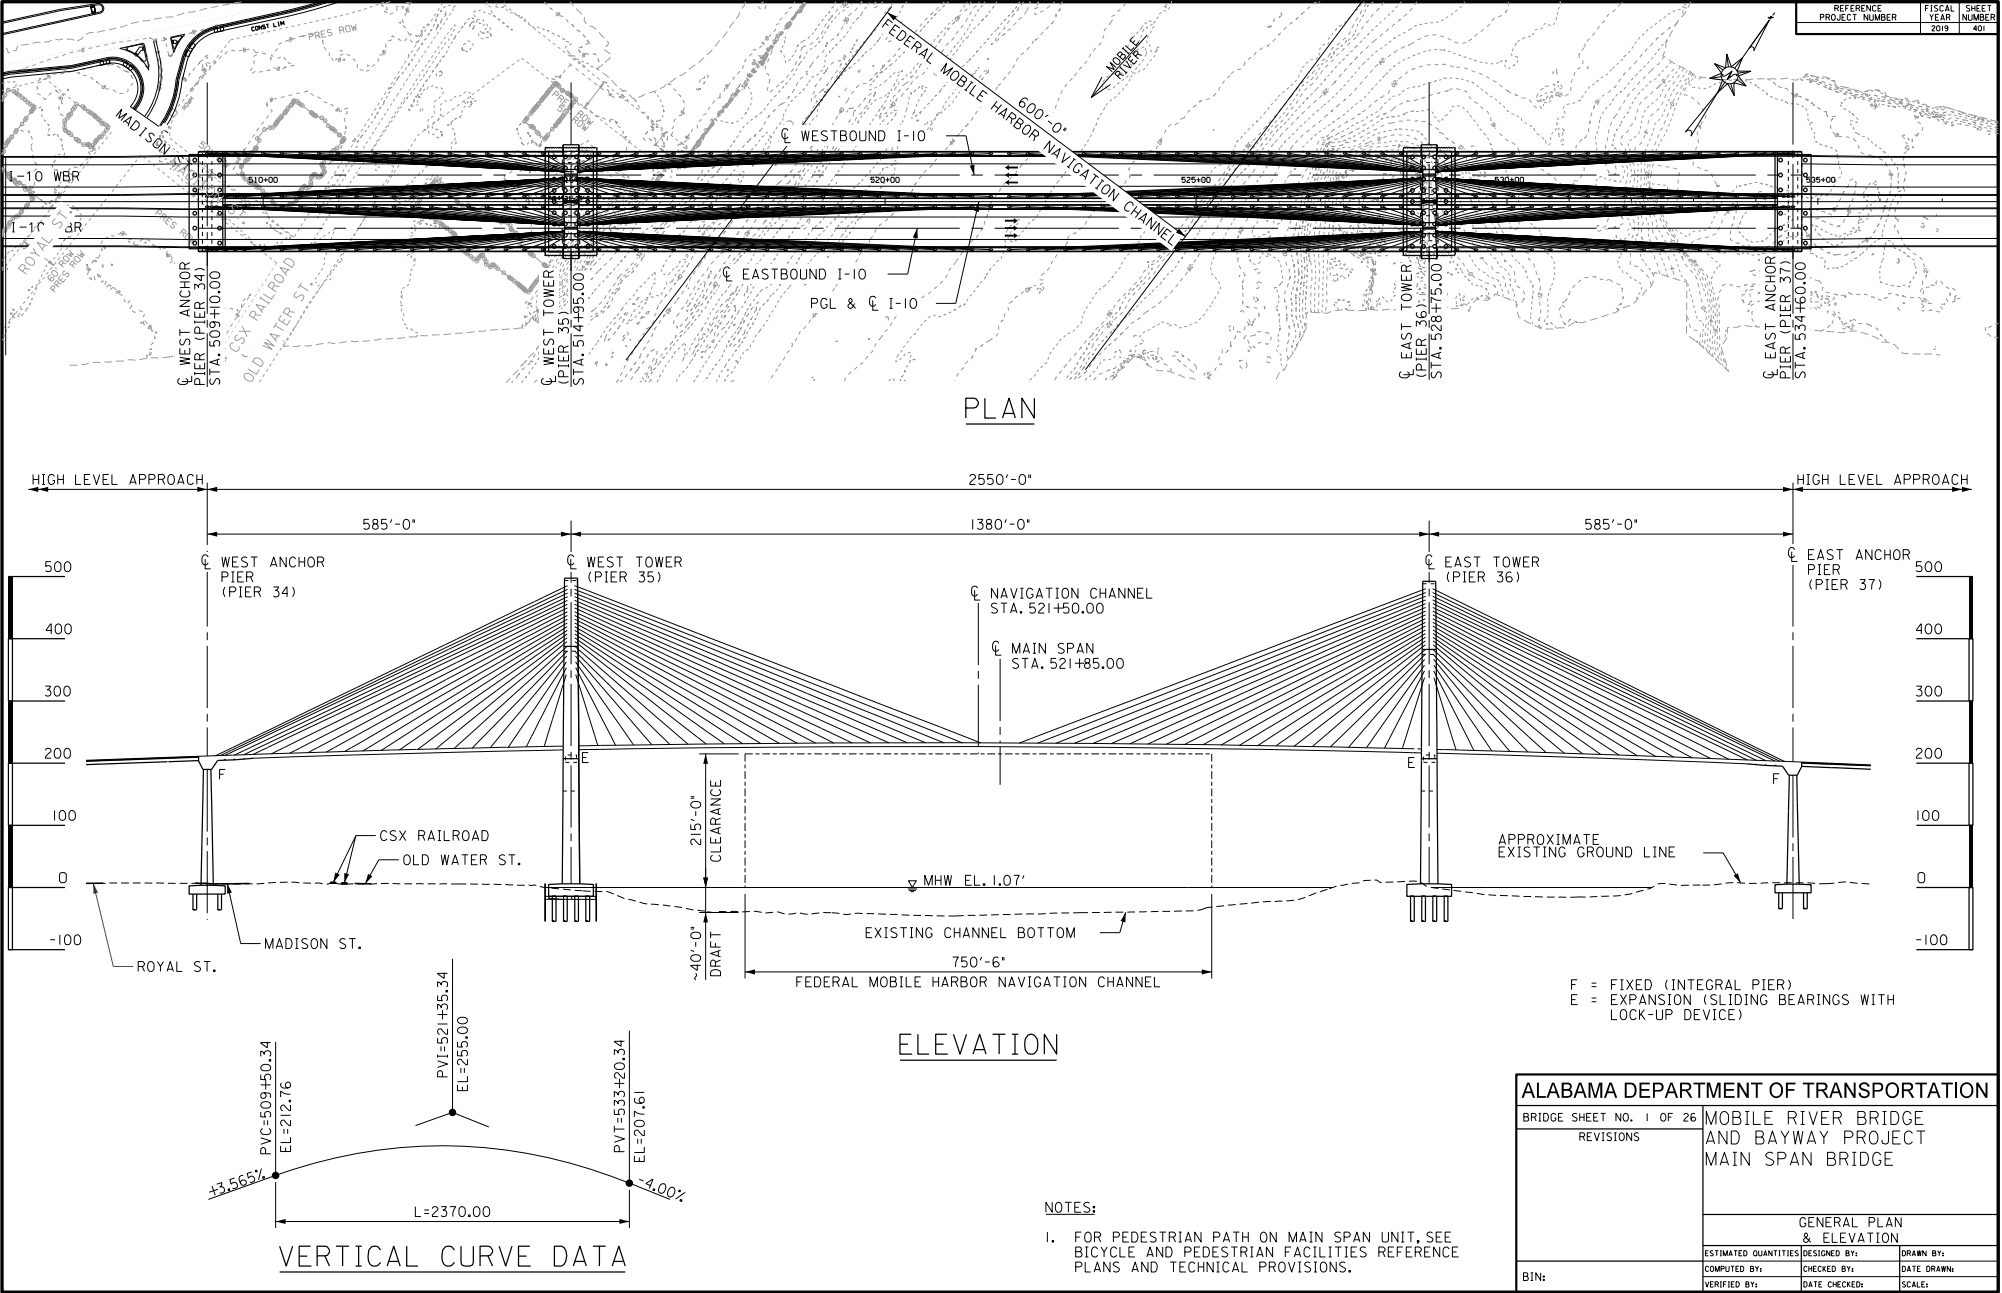 REFERENCE
PROJECT NUMBER
FISCAL
YEAR
SHEET
NUMBER
2019
401
CONST LIM
PRES ROW
MADISON
FEDERAL MOBILE HARBOR NAVIGATION CHANNEL
600'-0"
MOBILE
RIVER
N
PRES
ROW
℄ WESTBOUND I-10
I-10 WBR
510+00
520+00
525+00
530+00
535+00
ROYAL ST.
60' ROW
PRES ROW
PRES
CSX RAILROAD
OLD WATER ST.
℄ EASTBOUND I-10
PGL & ℄ I-10
℄ WEST ANCHOR
PIER (PIER 34)
STA. 509+10.00
℄ WEST TOWER
(PIER 35)
STA. 514+95.00
℄ EAST TOWER
(PIER 36)
STA. 528+75.00
℄ EAST ANCHOR
PIER (PIER 37)
STA. 534+60.00
PLAN
HIGH LEVEL APPROACH
2550'-0"
HIGH LEVEL APPROACH
585'-0"
1380'-0"
585'-0"
℄ WEST ANCHOR
PIER
(PIER 34)
℄ WEST TOWER
(PIER 35)
℄ EAST TOWER
(PIER 36)
℄ EAST ANCHOR
PIER
(PIER 37)
℄ NAVIGATION CHANNEL
STA. 521+50.00
℄ MAIN SPAN
STA. 521+85.00
500
400
300
200
100
0
-100
500
400
300
200
100
0
-100
F
E
E
F
215'-0"
CLEARANCE
CSX RAILROAD
OLD WATER ST.
MHW EL. 1.07'
APPROXIMATE
EXISTING GROUND LINE
EXISTING CHANNEL BOTTOM
~40'-0"
DRAFT
MADISON ST.
ROYAL ST.
750'-6"
FEDERAL MOBILE HARBOR NAVIGATION CHANNEL
F = FIXED (INTEGRAL PIER)
E = EXPANSION (SLIDING BEARINGS WITH
LOCK-UP DEVICE)
ELEVATION
PVC=509+50.34
EL=212.76
PVI=521+35.34
EL=255.00
PVT=533+20.34
EL=207.61
+3.565%
-4.00%
L=2370.00
VERTICAL CURVE DATA
NOTES:
1. FOR PEDESTRIAN PATH ON MAIN SPAN UNIT, SEE
BICYCLE AND PEDESTRIAN FACILITIES REFERENCE
PLANS AND TECHNICAL PROVISIONS.
ALABAMA DEPARTMENT OF TRANSPORTATION
BRIDGE SHEET NO. 1 OF 26
REVISIONS
MOBILE RIVER BRIDGE
AND BAYWAY PROJECT
MAIN SPAN BRIDGE
GENERAL PLAN
& ELEVATION
ESTIMATED QUANTITIES
DESIGNED BY:
DRAWN BY:
COMPUTED BY:
CHECKED BY:
DATE DRAWN:
VERIFIED BY:
DATE CHECKED:
SCALE:
BIN: